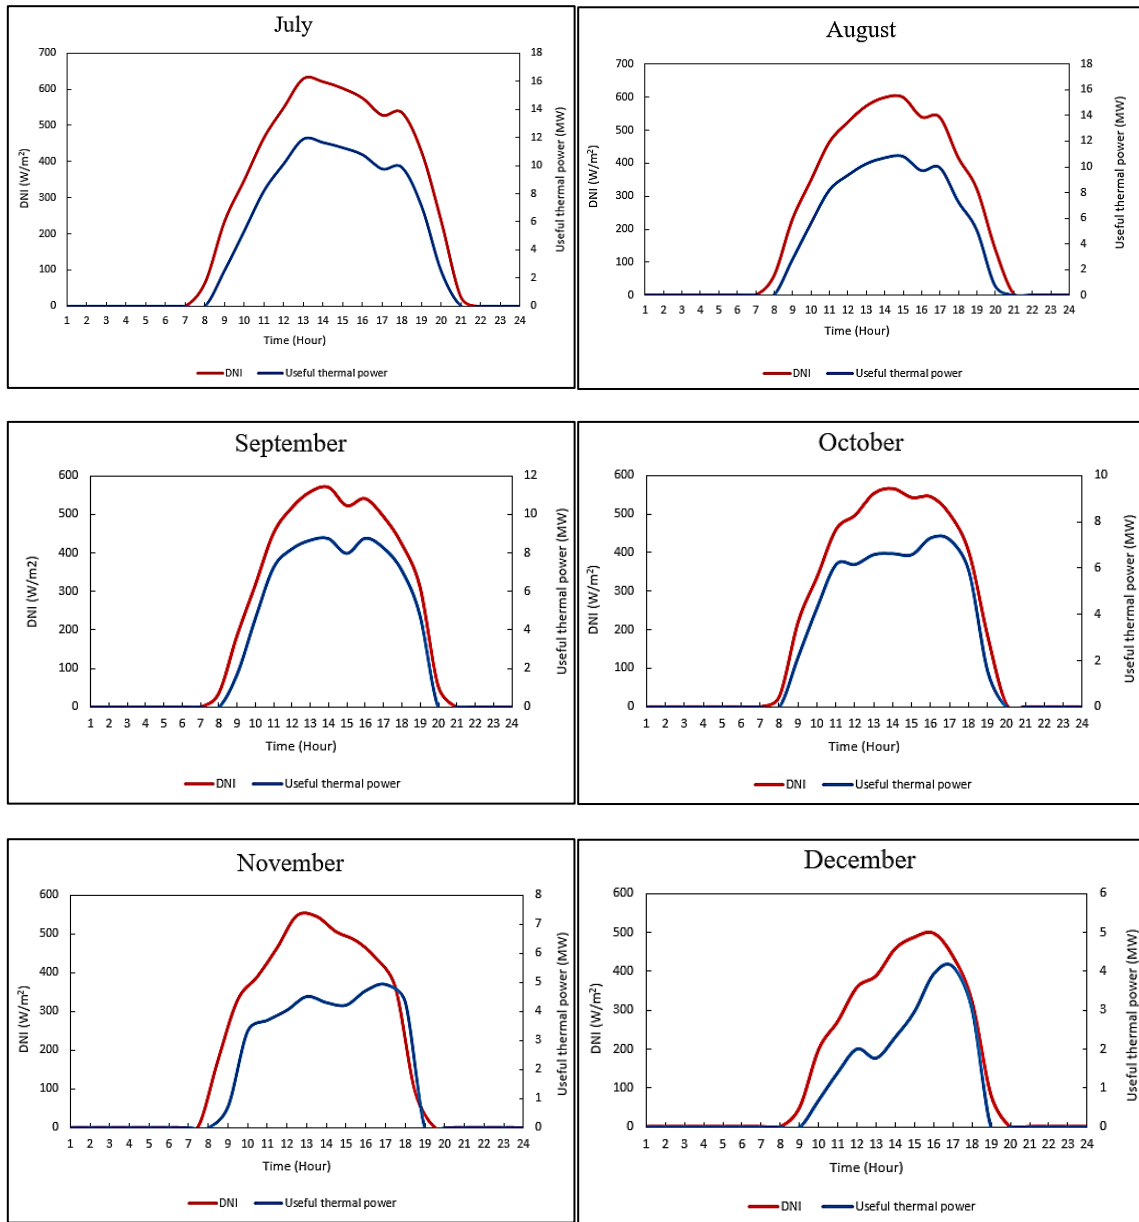 July
700
600
500
400
300
200
100
0
18
16
14
12
10
8
6
4
2
0
DNI (W/m²)
Useful thermal power (MW)
1 2 3 4 5 6 7 8 9 10 11 12 13 14 15 16 17 18 19 20 21 22 23 24
Time (Hour)
DNI Useful thermal power
August
700
600
500
400
300
200
100
0
18
16
14
12
10
8
6
4
2
0
DNI (W/m²)
Useful thermal power (MW)
1 2 3 4 5 6 7 8 9 10 11 12 13 14 15 16 17 18 19 20 21 22 23 24
Time (Hour)
DNI Useful thermal power
September
600
500
400
300
200
100
0
12
10
8
6
4
2
0
DNI (W/m2)
Useful thermal power (MW)
1 2 3 4 5 6 7 8 9 10 11 12 13 14 15 16 17 18 19 20 21 22 23 24
Time (Hour)
DNI Useful thermal power
October
600
500
400
300
200
100
0
10
8
6
4
2
0
DNI (W/m²)
Useful thermal power (MW)
1 2 3 4 5 6 7 8 9 10 11 12 13 14 15 16 17 18 19 20 21 22 23 24
Time (Hour)
DNI Useful thermal power
November
600
500
400
300
200
100
0
8
7
6
5
4
3
2
1
0
DNI (W/m²)
Useful thermal power (MW)
1 2 3 4 5 6 7 8 9 10 11 12 13 14 15 16 17 18 19 20 21 22 23 24
Time (Hour)
DNI Useful thermal power
December
600
500
400
300
200
100
0
6
5
4
3
2
1
0
DNI (W/m²)
Useful thermal power (MW)
1 2 3 4 5 6 7 8 9 10 11 12 13 14 15 16 17 18 19 20 21 22 23 24
Time (Hour)
DNI Useful thermal power